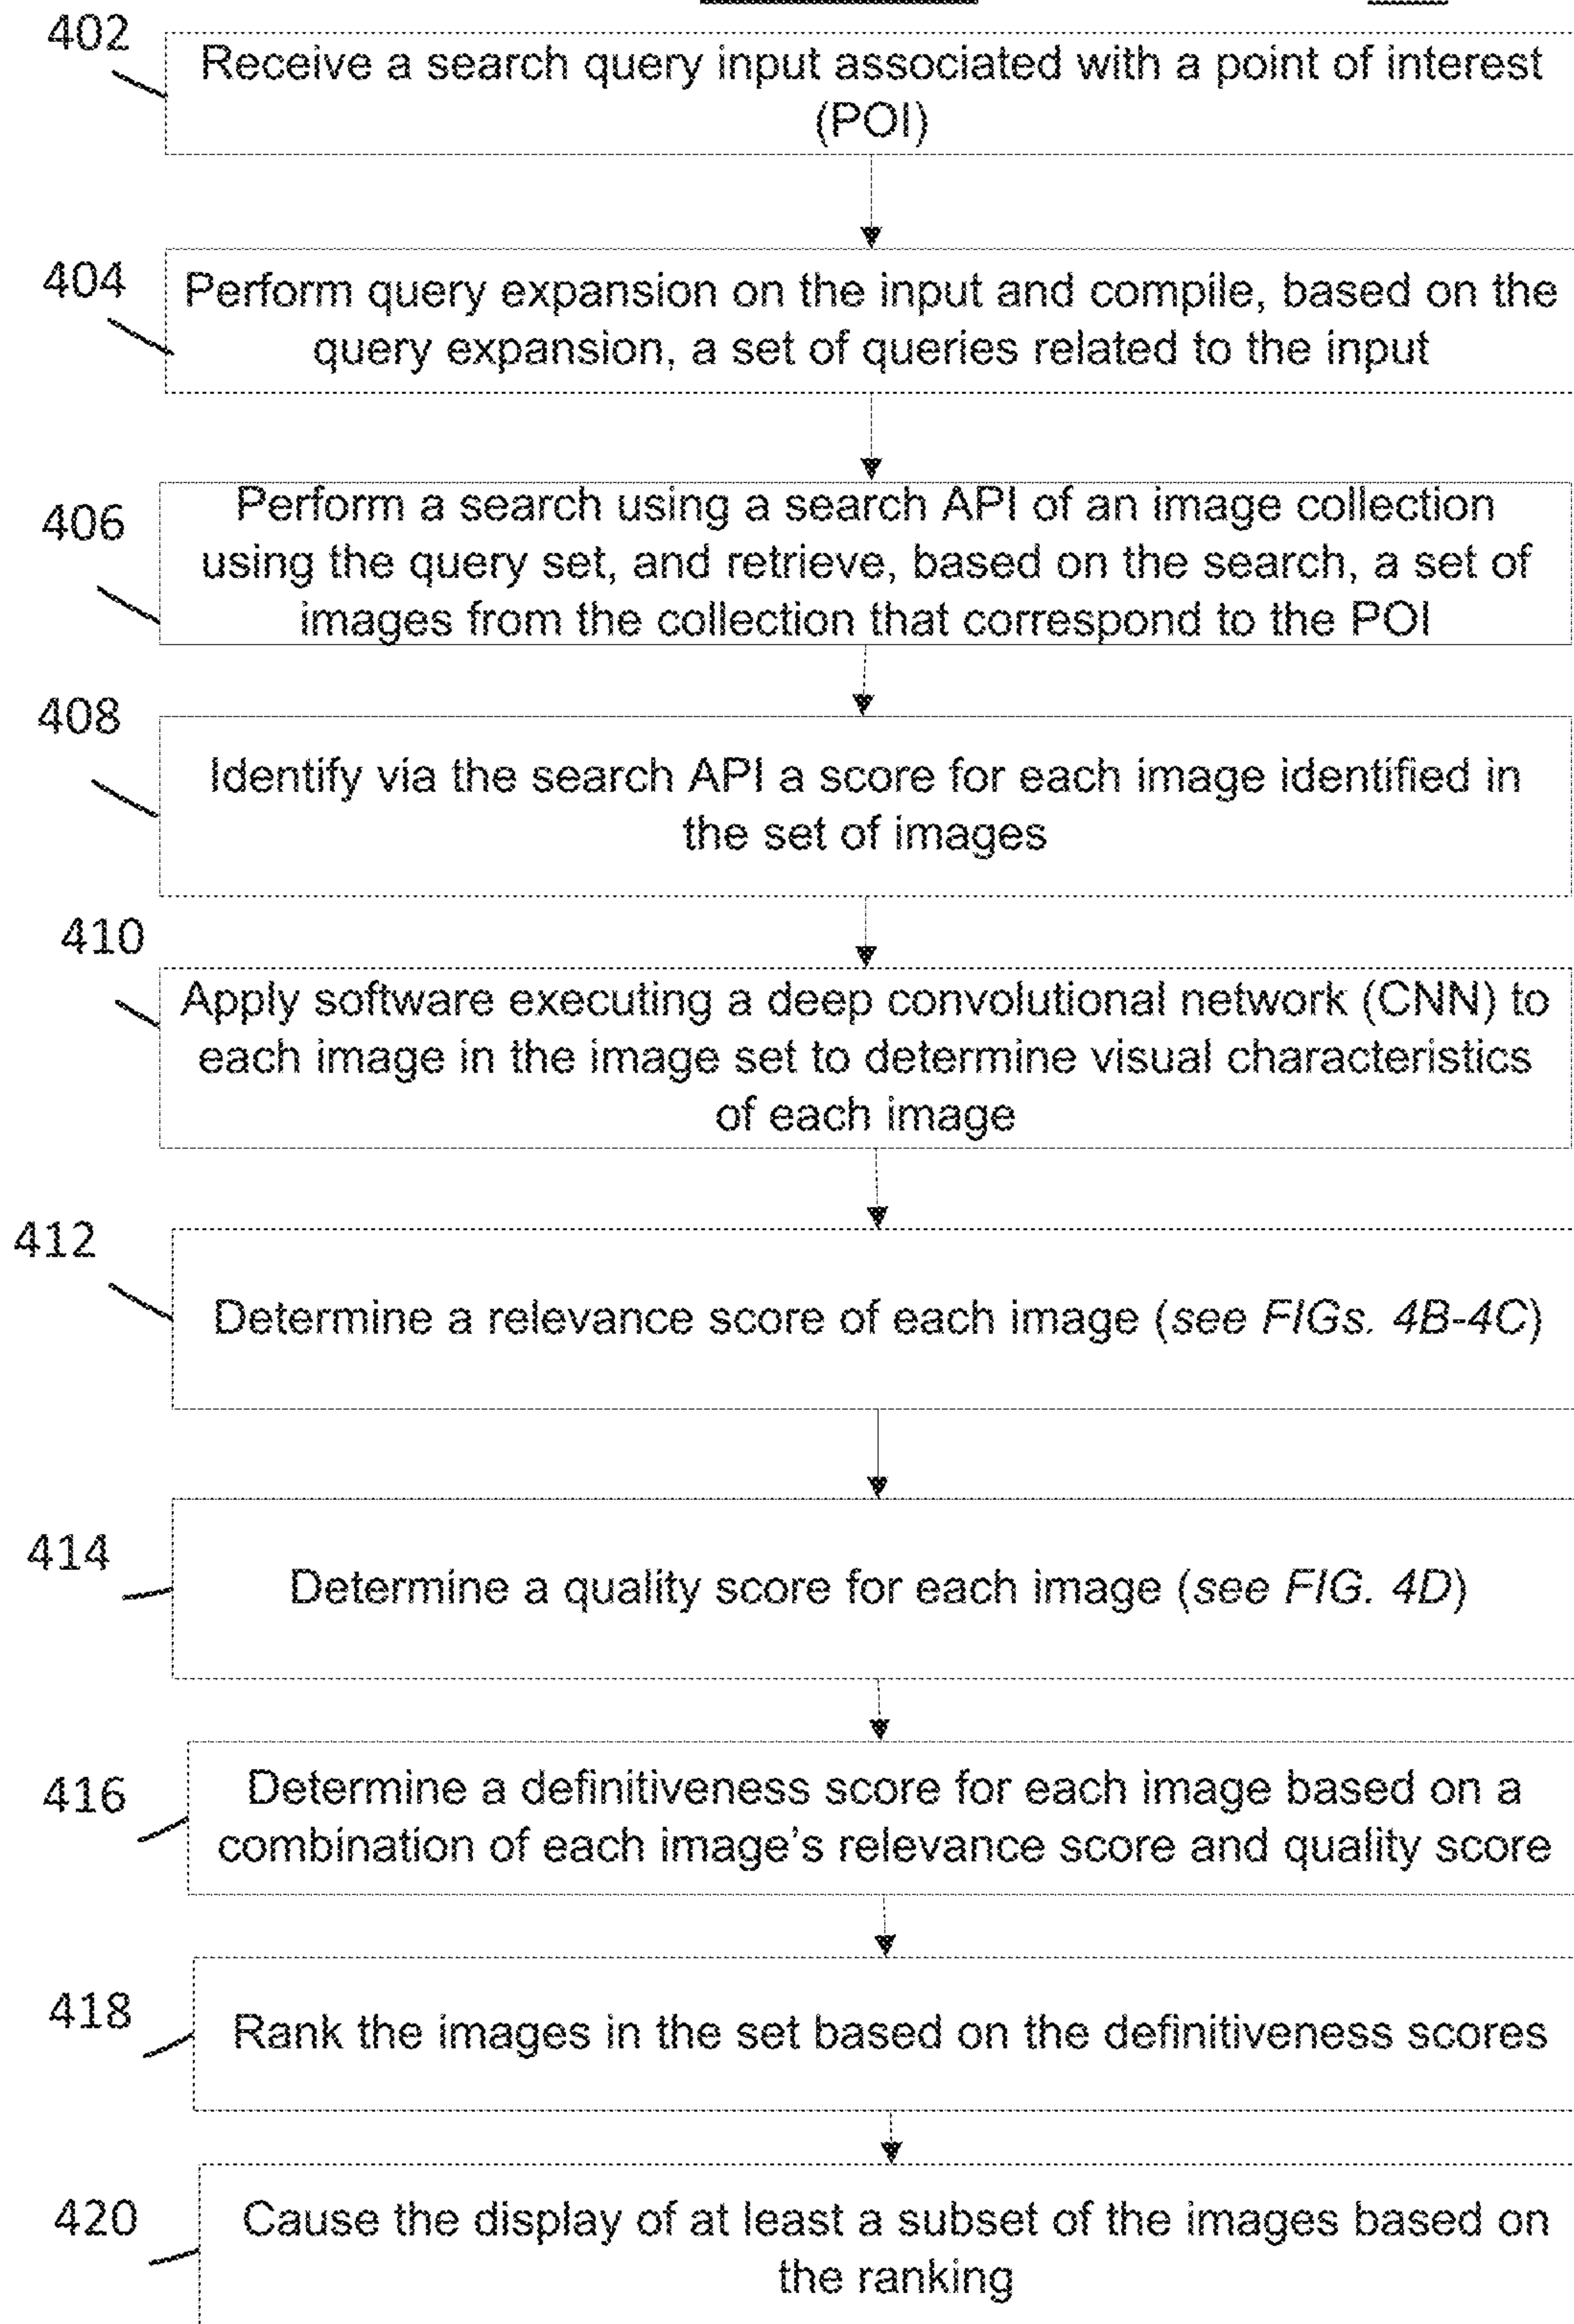 402
Receive a search query input associated with a point of interest
(POI)
404
Perform query expansion on the input and compile, based on the
query expansion, a set of queries related to the input
406
Perform a search using a search API of an image collection
using the query set, and retrieve, based on the search, a set of
images from the collection that correspond to the POI
408
Identify via the search API a score for each image identified in
the set of images
410
Apply software executing a deep convolutional network (CNN) to
each image in the image set to determine visual characteristics
of each image
412
Determine a relevance score of each image (see FIGs. 4B-4C)
414
Determine a quality score for each image (see FIG. 4D)
416
Determine a definitiveness score for each image based on a
combination of each image's relevance score and quality score
418
Rank the images in the set based on the definitiveness scores
420
Cause the display of at least a subset of the images based on
the ranking